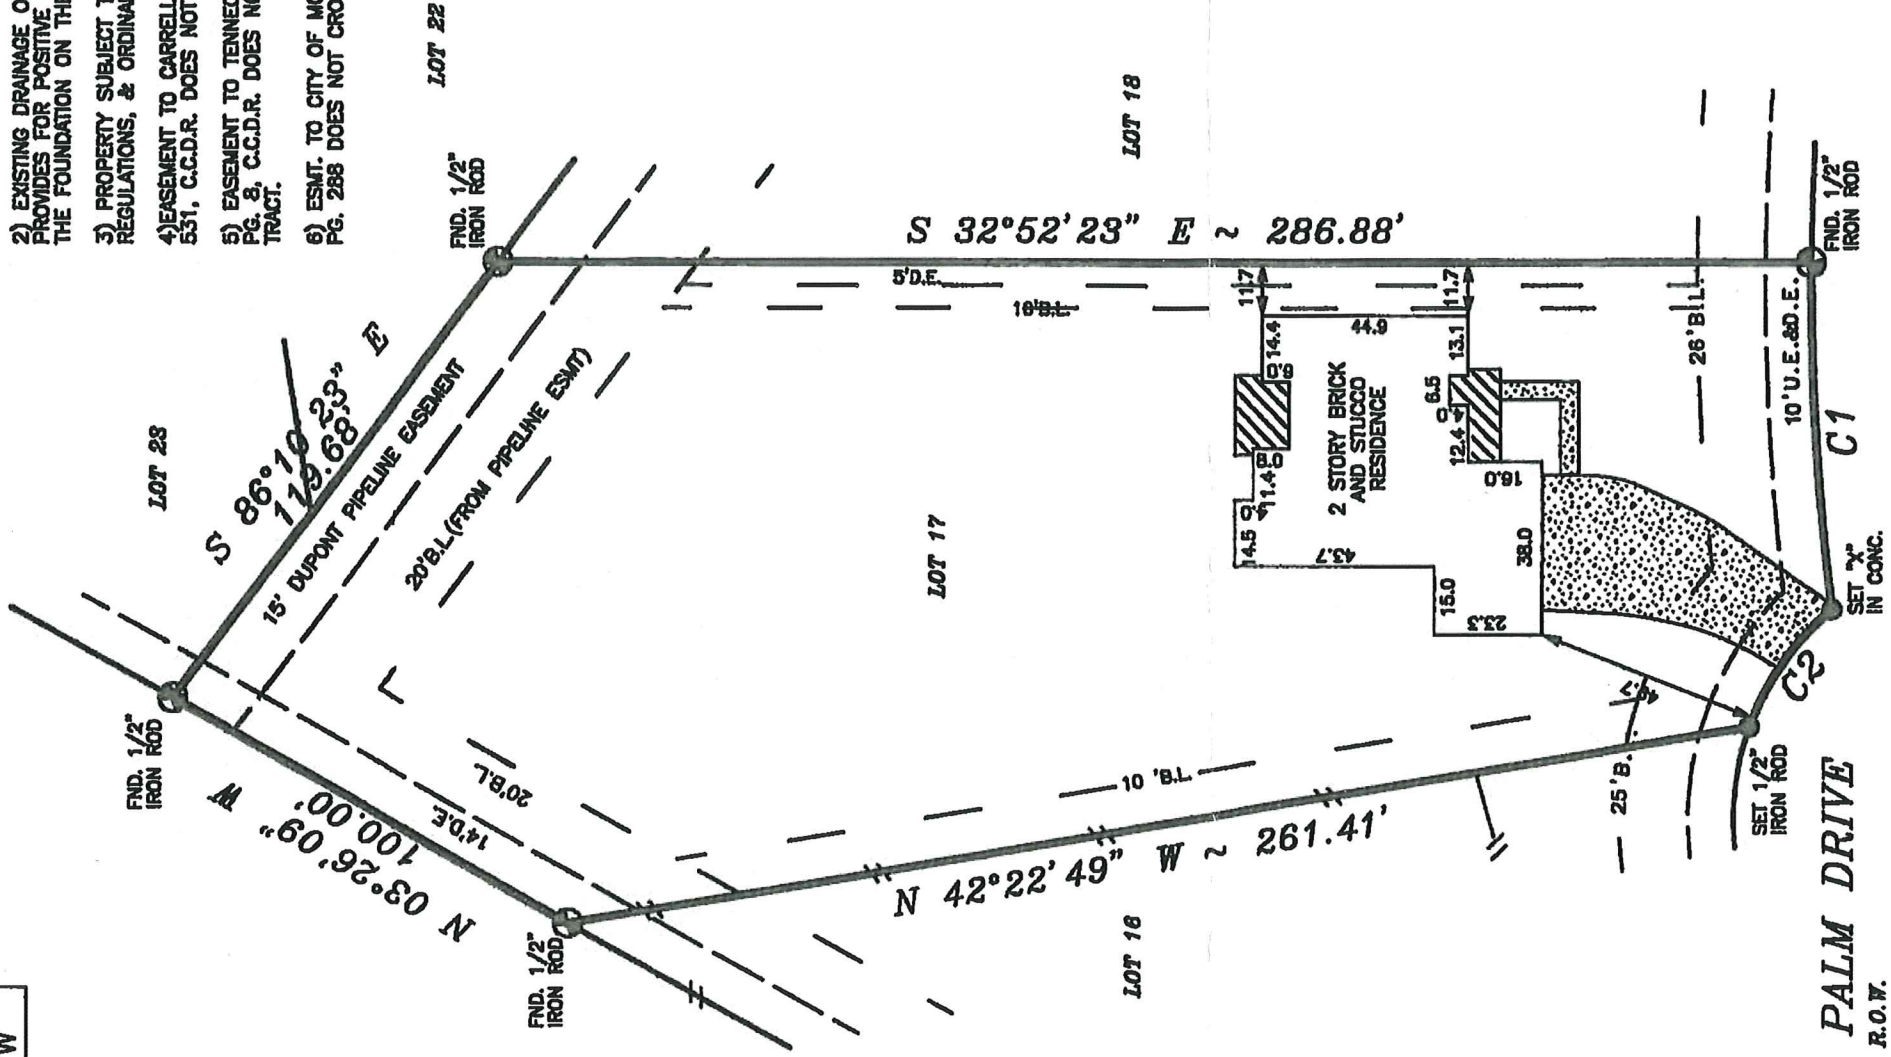 W
2) EXISTING DRAINAGE O
PROVIDES FOR POSITIVE
THE FOUNDATION ON THE
3) PROPERTY SUBJECT T
REGULATIONS, & ORDINA
4)EASEMENT TO CARRELL
531, C.C.D.R. DOES NOT
5) EASEMENT TO TENNEC
PG. 8, C.C.D.R. DOES NO
TRACT.
6) ESMT. TO CITY OF MO
PG. 288 DOES NOT CRO
LOT 22
LOT 23
S 86°10'23" E
119.68'
FND. 1/2"
IRON ROD
FND. 1/2"
IRON ROD
15' DUPONT PIPELINE EASEMENT
20'B.L.(FROM PIPELINE ESMT)
N 03°26'09" W
100.00'
14'D.E.
20'B.L.
FND. 1/2"
IRON ROD
S 32°52'23" E ~ 286.88'
5'D.E.
10'B.L.
LOT 18
LOT 17
11.7
11.7
14.4
44.9
13.1
14.5
11.4
43.7
6.5
12.4
16.0
15.0
38.0
23.3
2 STORY BRICK
AND STUCCO
RESIDENCE
10 'B.L.
N 42°22'49" W ~ 261.41'
LOT 16
26'B.L.
10'U.E.&D.E.
FND. 1/2"
IRON ROD
C1
SET "X"
IN CONC.
C2
25'B.
SET 1/2"
IRON ROD
PALM DRIVE
R.O.W.